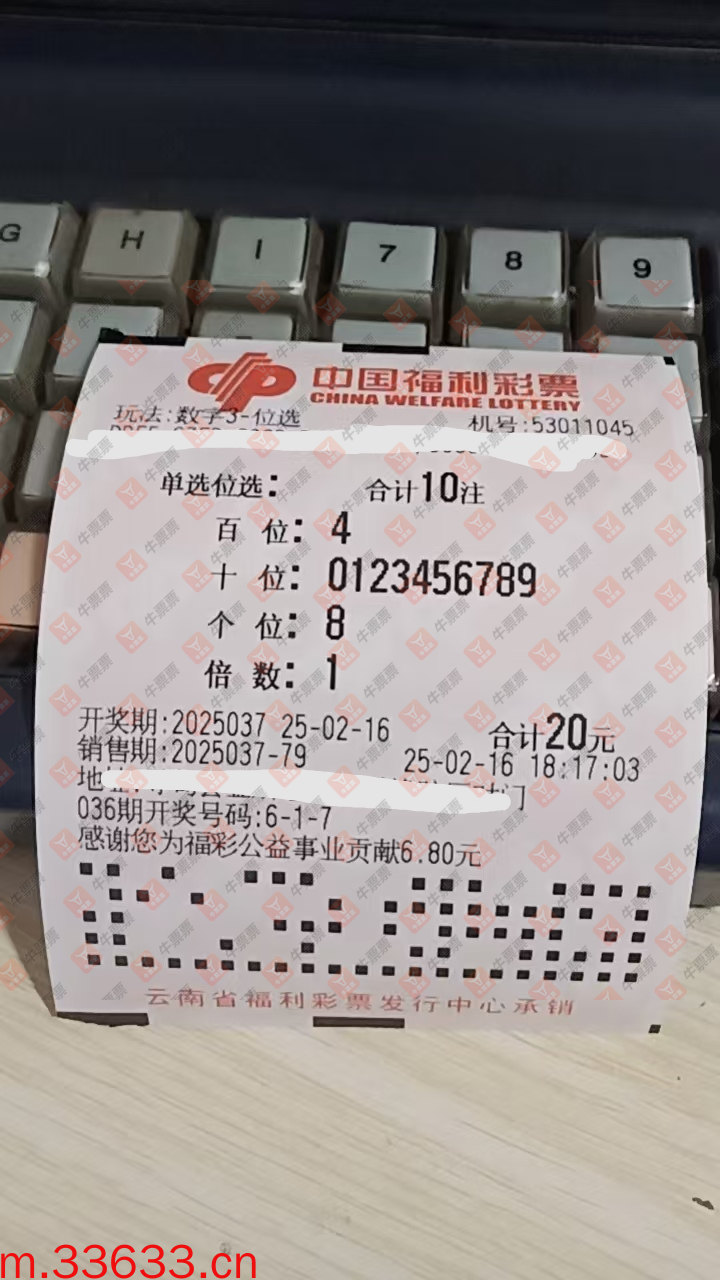 G H I 7 8 9
中国福利彩票
CHINA WELFARE LOTTERY
玩法:数字3-位选 机号:53011045
单选位选: 合计10注
百 位: 4
十 位: 0123456789
个 位: 8
倍 数: 1
开奖期:2025037 25-02-16 合计20元
销售期:2025037-79 25-02-16 18:17:03
036期开奖号码:6-1-7
感谢您为福彩公益事业贡献6.80元
云南省福利彩票发行中心承销
牛票票
m.33633.cn